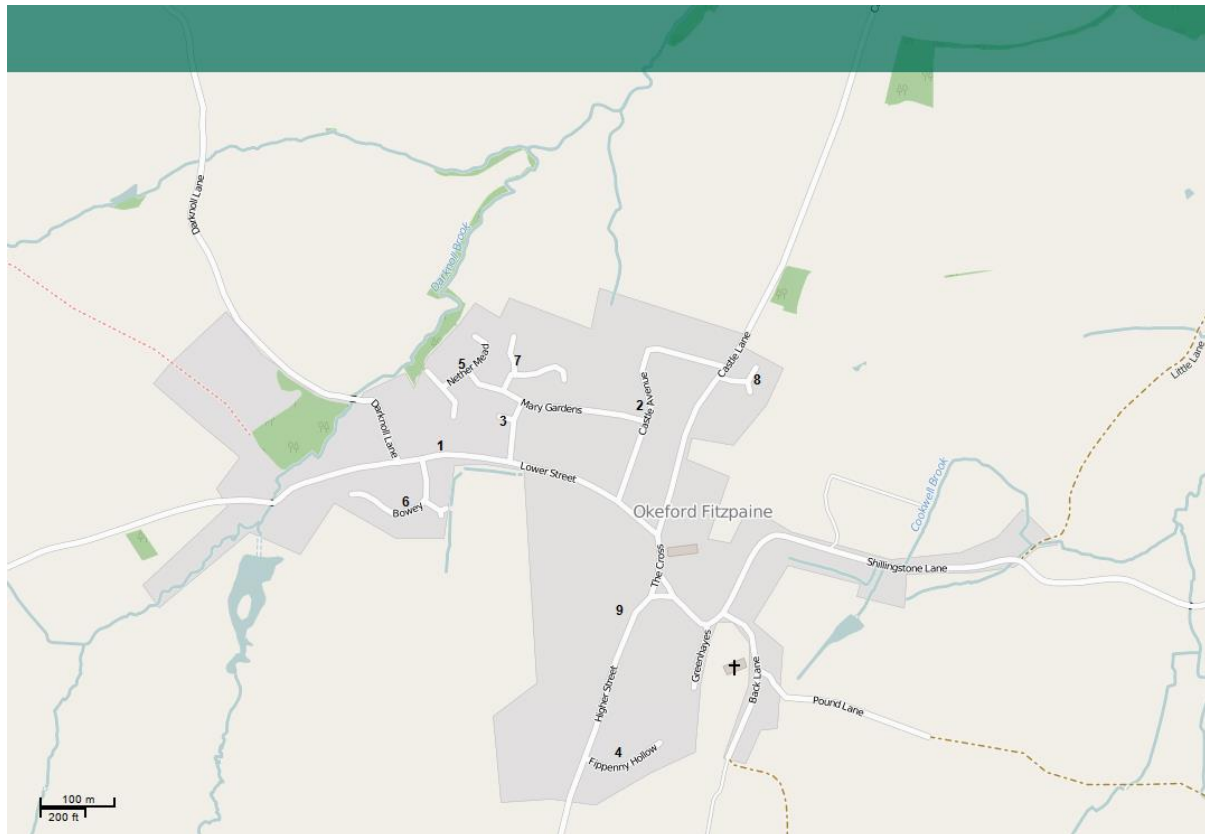 Darknoll Lane
Darknoll Brook
Castle Lane
Little Lane
5
Nether Mead
7
8
Castle Avenue
2
Mary Gardens
3
Darknoll Lane
1
Lower Street
6
Bowey
Okeford Fitzpaine
Cookwell Brook
The Cross
Shillingstone Lane
9
Greenhayes
Higher Street
Back Lane
Pound Lane
4
Fippenny Hollow
100 m
200 ft